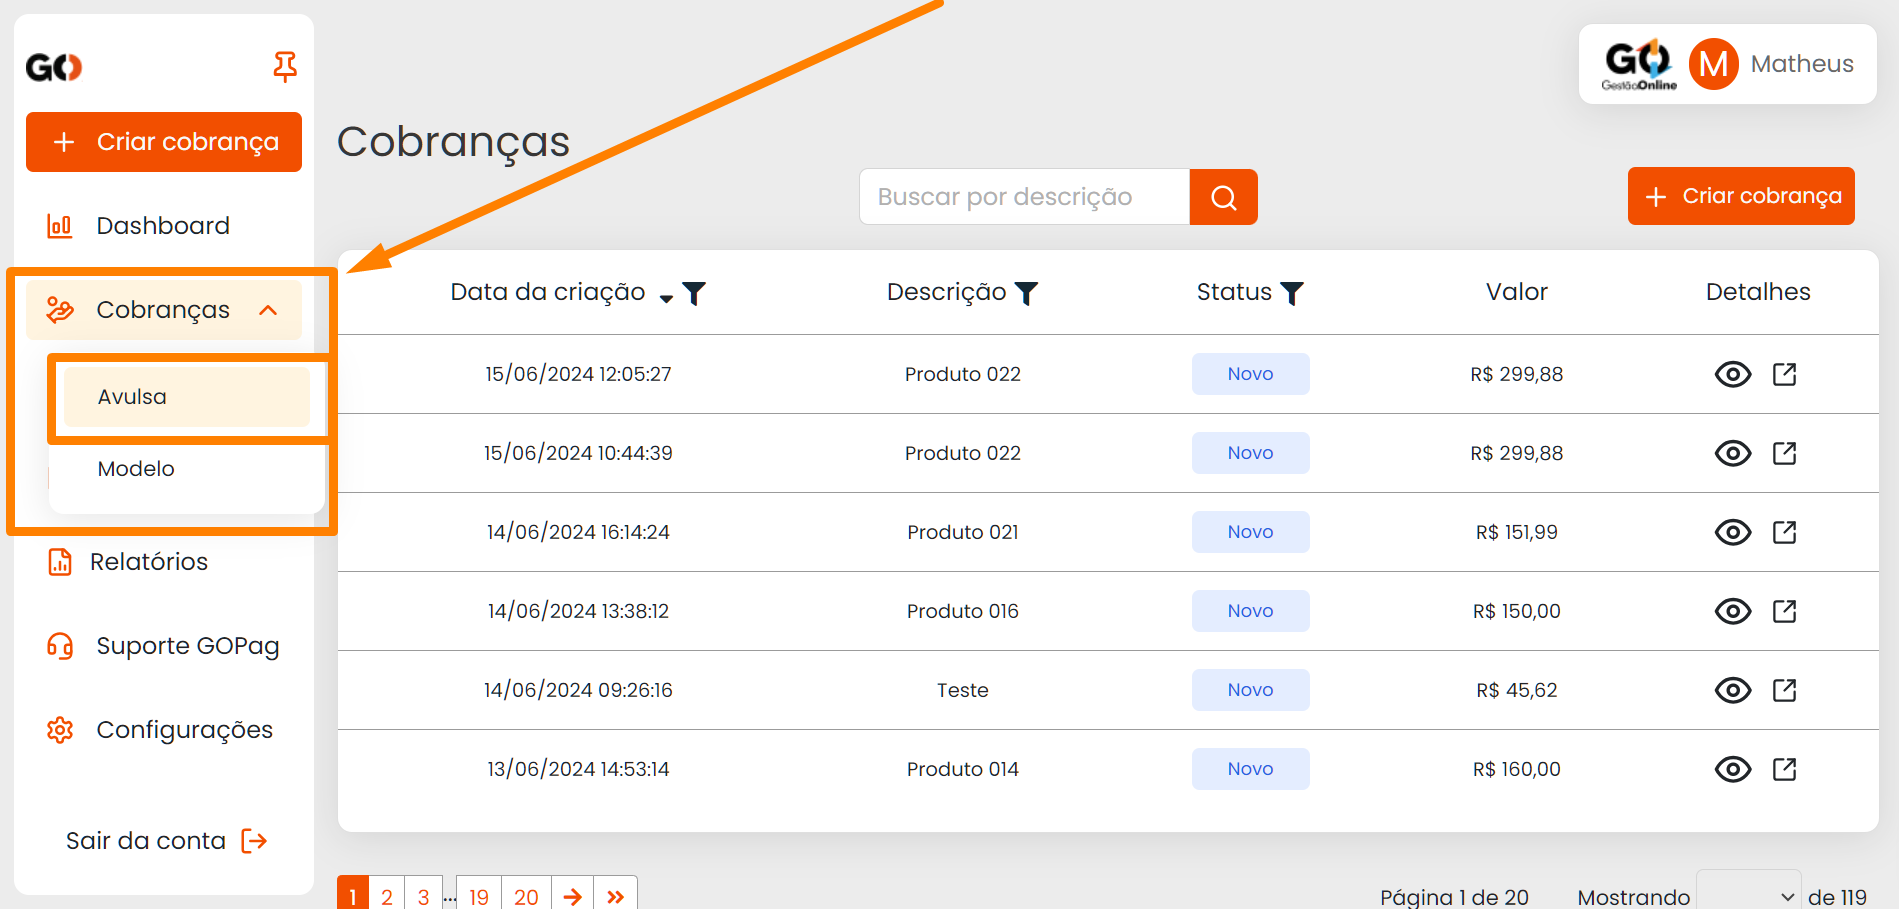 GO
Criar cobrança
Dashboard
Cobranças
Avulsa
Modelo
Relatórios
Suporte GOPag
Configurações
Sair da conta
GO
GestãoOnline
M
Matheus
Cobranças
Buscar por descrição
Criar cobrança
Data da criação Descrição Status Valor Detalhes
15/06/2024 12:05:27 Produto 022 Novo R$ 299,88
15/06/2024 10:44:39 Produto 022 Novo R$ 299,88
14/06/2024 16:14:24 Produto 021 Novo R$ 151,99
14/06/2024 13:38:12 Produto 016 Novo R$ 150,00
14/06/2024 09:26:16 Teste Novo R$ 45,62
13/06/2024 14:53:14 Produto 014 Novo R$ 160,00
1 2 3 ... 19 20 Página 1 de 20 Mostrando de 119